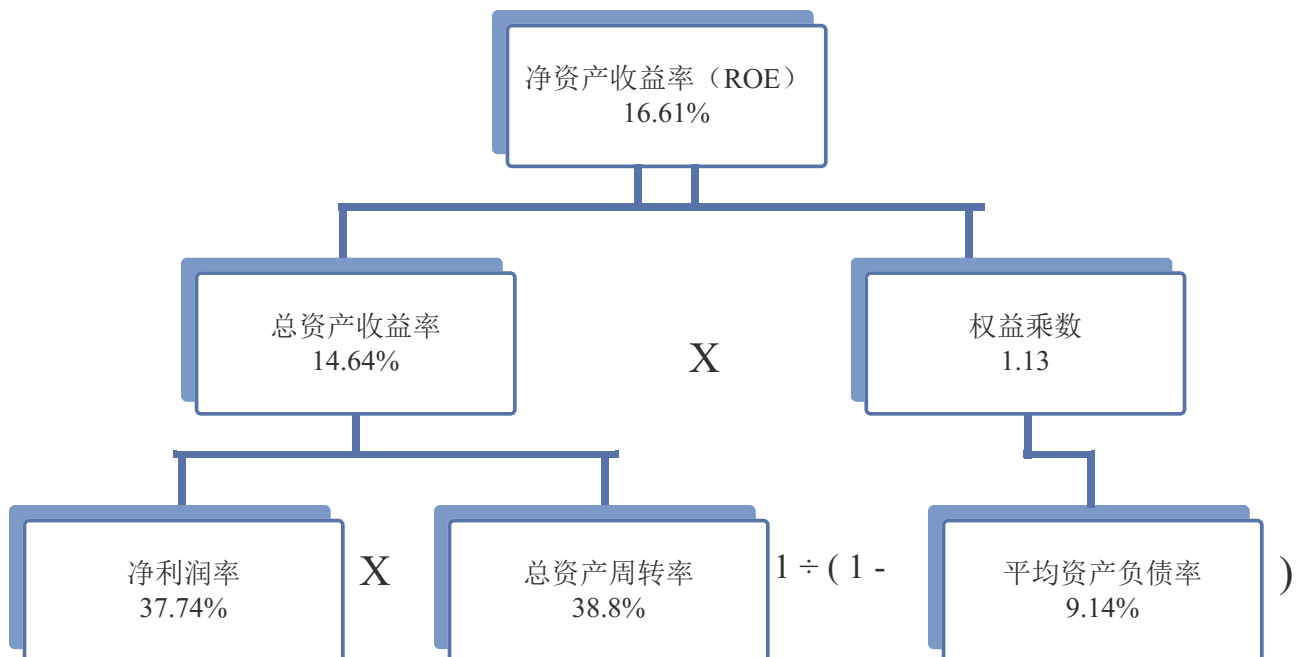 净资产收益率（ROE）
16.61%
总资产收益率
14.64%
X
权益乘数
1.13
净利润率
37.74%
X
总资产周转率
38.8%
1 ÷ ( 1 -
平均资产负债率
9.14%
)